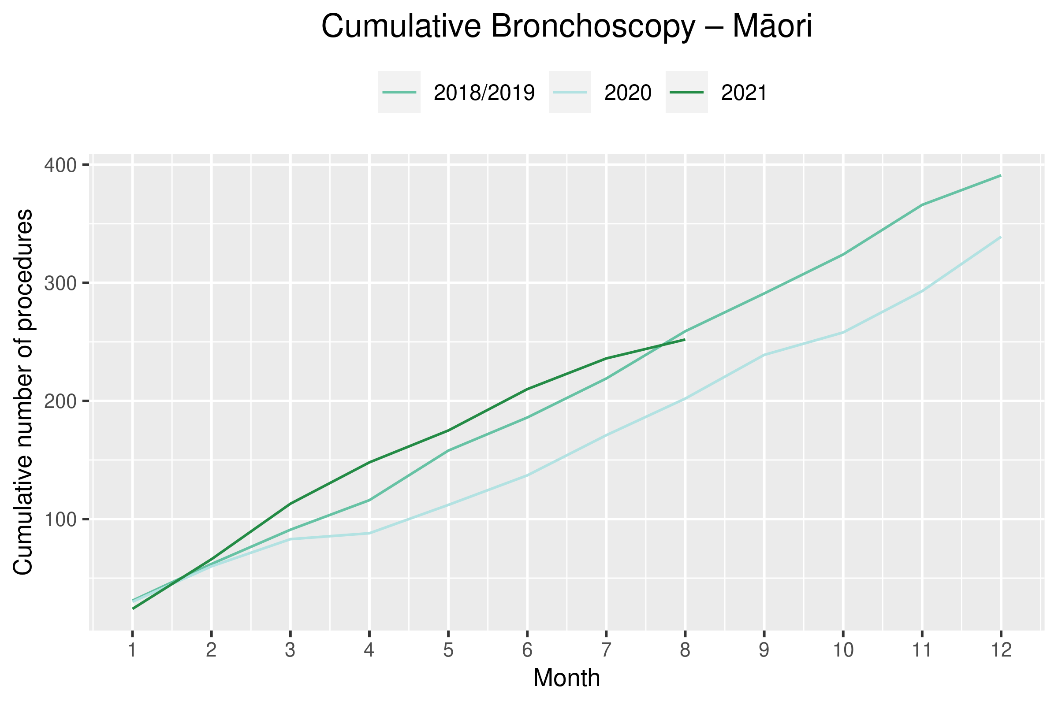 Cumulative Bronchoscopy – Māori
2018/2019 2020 2021
Cumulative number of procedures
400
300
200
100
1 2 3 4 5 6 7 8 9 10 11 12
Month